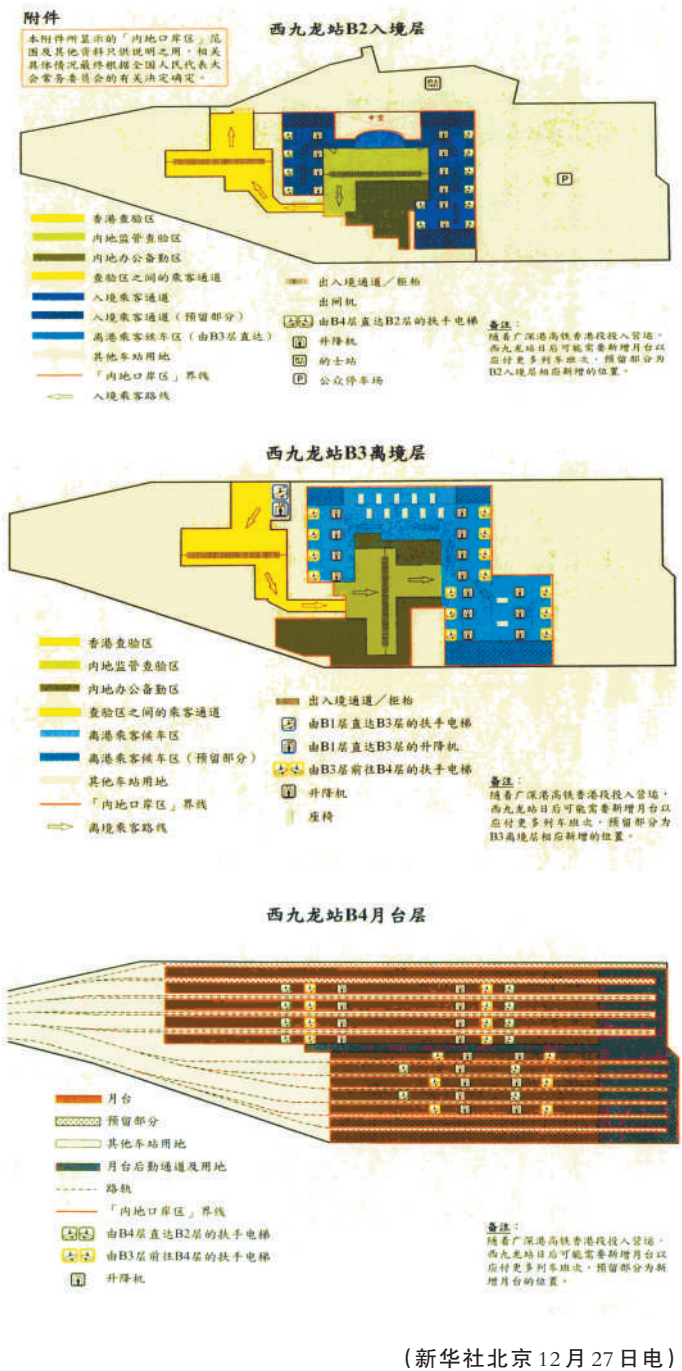 附件
本附件所显示的「内地口岸区」范
围及其他资料只供说明之用，相关
具体情况最终根据全国人民代表大
会常务委员会的有关决定确定。
西九龙站B2入境层
中空
的士
P
香港查验区
内地监管查验区
内地办公备勤区
查验区之间的乘客通道
入境乘客通道
入境乘客通道（预留部分）
离港乘客候车区（由B3层直达）
其他车站用地
「内地口岸区」界线
入境乘客路线
出入境通道／柜枱
出闸机
由B4层直达B2层的扶手电梯
升降机
的士站
P 公众停车场
备注：
随着广深港高铁香港段投入营运，
西九龙站日后可能需要新增月台以
应付更多列车班次，预留部分为
B2入境层相应新增的位置。
西九龙站B3离境层
香港查验区
内地监管查验区
内地办公备勤区
查验区之间的乘客通道
离港乘客候车区
离港乘客候车区（预留部分）
其他车站用地
「内地口岸区」界线
离境乘客路线
出入境通道／柜枱
由B1层直达B3层的扶手电梯
由B1层直达B3层的升降机
由B3层前往B4层的扶手电梯
升降机
座椅
备注：
随着广深港高铁香港段投入营运，
西九龙站日后可能需要新增月台以
应付更多列车班次，预留部分为
B3离境层相应新增的位置。
西九龙站B4月台层
月台
预留部分
其他车站用地
月台后勤通道及用地
路轨
「内地口岸区」界线
由B4层直达B2层的扶手电梯
由B3层前往B4层的扶手电梯
升降机
备注：
随着广深港高铁香港段投入营运，
西九龙站日后可能需要新增月台以
应付更多列车班次，预留部分为新
增月台的位置。
（新华社北京12月27日电）